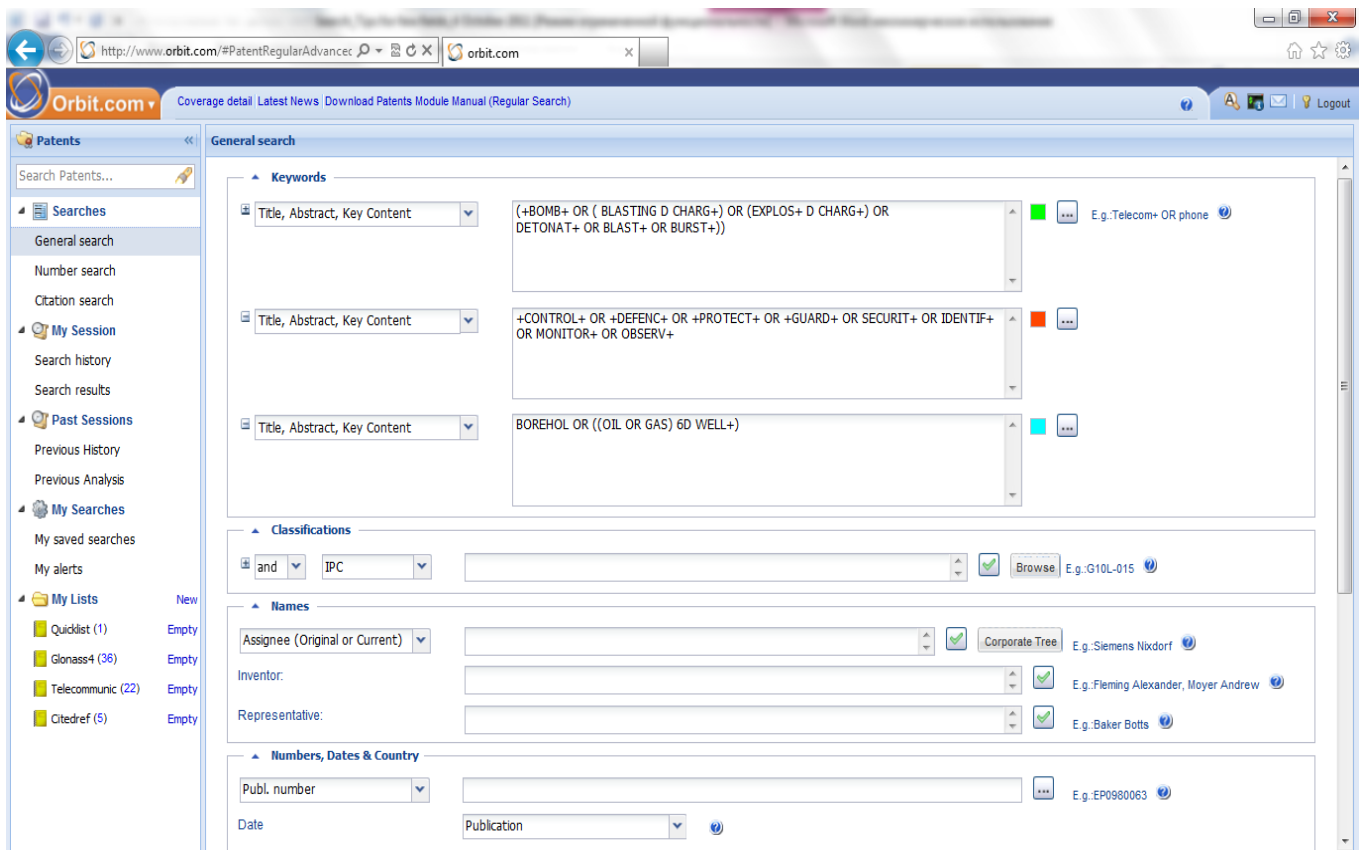 http://www.orbit.com/#PatentRegularAdvancec
orbit.com
Orbit.com
Coverage detail Latest News Download Patents Module Manual (Regular Search)
Logout
Patents
General search
Search Patents...
Searches
General search
Number search
Citation search
My Session
Search history
Search results
Past Sessions
Previous History
Previous Analysis
My Searches
My saved searches
My alerts
My Lists New
Quicklist (1) Empty
Glonass4 (36) Empty
Telecommunic (22) Empty
Citedref (5) Empty
Keywords
Title, Abstract, Key Content
(+BOMB+ OR ( BLASTING D CHARG+) OR (EXPLOS+ D CHARG+) OR
DETONAT+ OR BLAST+ OR BURST+))
... E.g.:Telecom+ OR phone
Title, Abstract, Key Content
+CONTROL+ OR +DEFENC+ OR +PROTECT+ OR +GUARD+ OR SECURIT+ OR IDENTIF+
OR MONITOR+ OR OBSERV+
...
Title, Abstract, Key Content
BOREHOL OR ((OIL OR GAS) 6D WELL+)
...
Classifications
and IPC Browse E.g.:G10L-015
Names
Assignee (Original or Current) Corporate Tree E.g.:Siemens Nixdorf
Inventor: E.g.:Fleming Alexander, Moyer Andrew
Representative: E.g.:Baker Botts
Numbers, Dates & Country
Publ. number ... E.g.:EP0980063
Date Publication